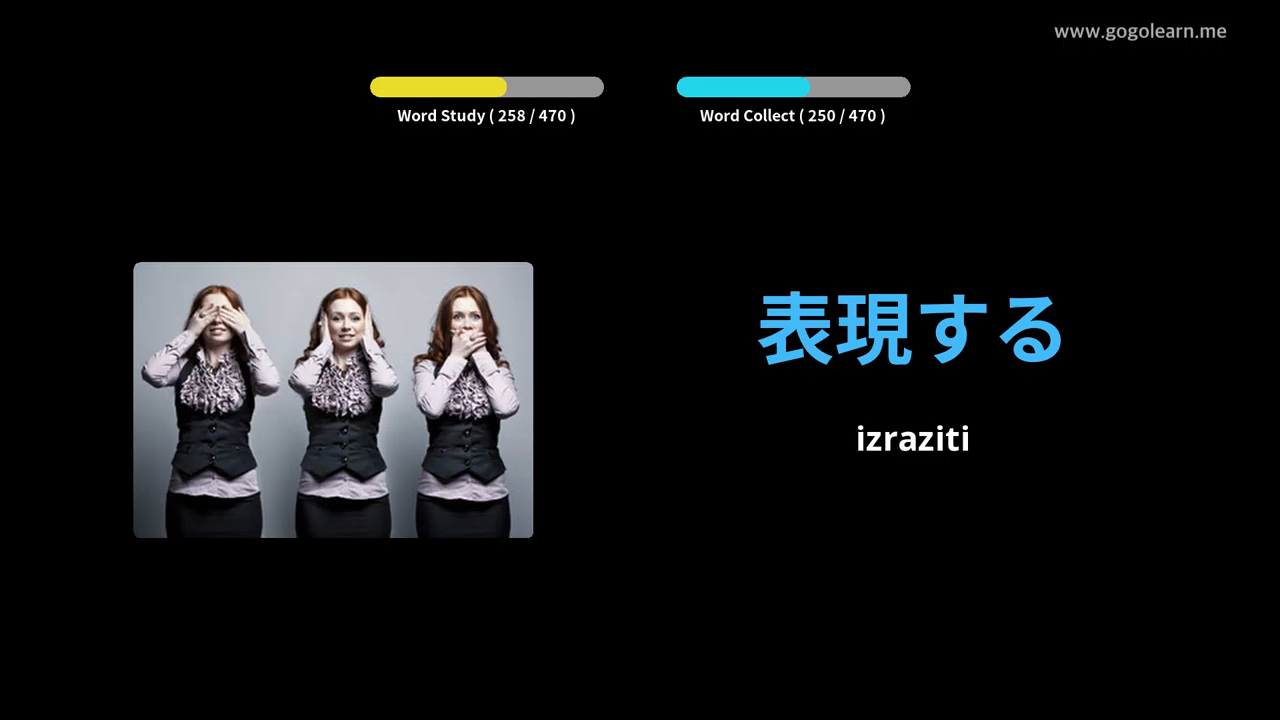 www.gogolearn.me
Word Study ( 258 / 470 )
Word Collect ( 250 / 470 )
表現する
izraziti